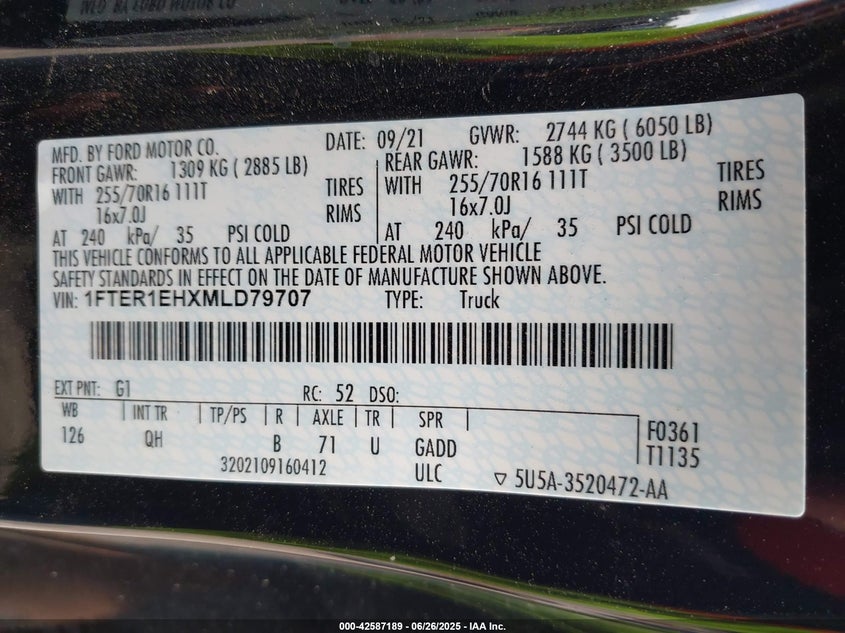 MFD. BY FORD MOTOR CO. DATE: 09/21 GVWR: 2744 KG ( 6050 LB)
FRONT GAWR: 1309 KG ( 2885 LB) REAR GAWR: 1588 KG ( 3500 LB)
WITH 255/70R16 111T TIRES WITH 255/70R16 111T TIRES
16x7.0J RIMS 16x7.0J RIMS
AT 240 kPa/ 35 PSI COLD AT 240 kPa/ 35 PSI COLD
THIS VEHICLE CONFORMS TO ALL APPLICABLE FEDERAL MOTOR VEHICLE
SAFETY STANDARDS IN EFFECT ON THE DATE OF MANUFACTURE SHOWN ABOVE.
VIN: 1FTER1EHXMLD79707 TYPE: Truck
EXT PNT: G1 RC: 52 DSO:
WB INT TR TP/PS R AXLE TR SPR F0361
126 QH B 71 U GADD T1135
3202109160412 ULC 5U5A-3520472-AA
000-42587189 - 06/26/2025 - IAA Inc.